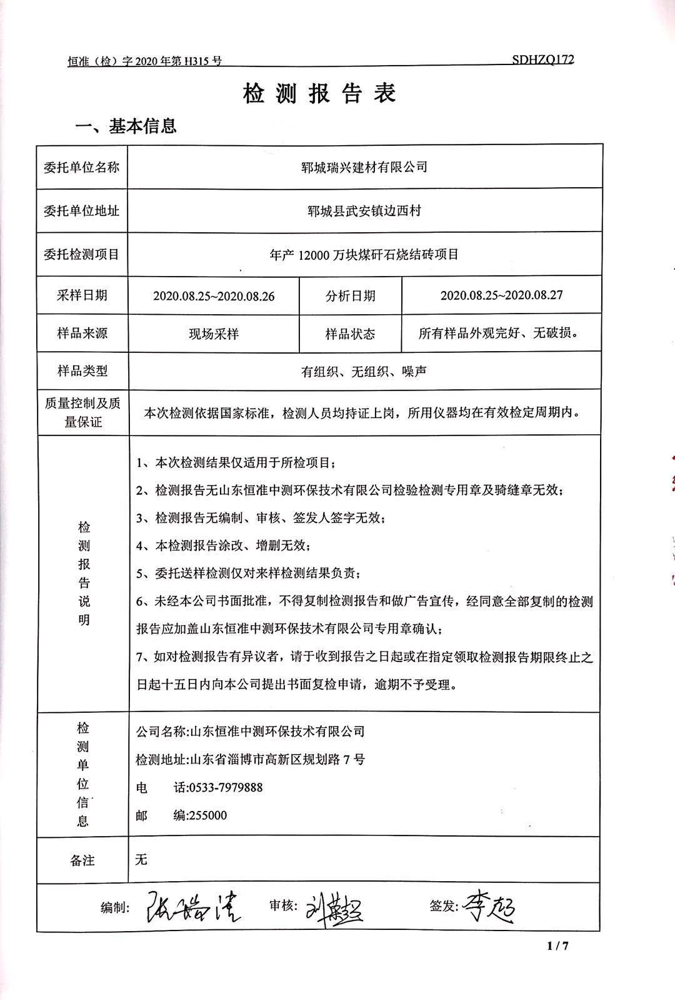 恒准（检）字2020年第H315号 SDHZQ172
检测报告表
一、基本信息
委托单位名称 郓城瑞兴建材有限公司
委托单位地址 郓城县武安镇边西村
委托检测项目 年产12000万块煤矸石烧结砖项目
采样日期 2020.08.25~2020.08.26 分析日期 2020.08.25~2020.08.27
样品来源 现场采样 样品状态 所有样品外观完好、无破损。
样品类型 有组织、无组织、噪声
质量控制及质
量保证
本次检测依据国家标准，检测人员均持证上岗，所用仪器均在有效检定周期内。
检测报告说明
1、本次检测结果仅适用于所检项目；
2、检测报告无山东恒准中测环保技术有限公司检验检测专用章及骑缝章无效；
3、检测报告无编制、审核、签发人签字无效；
4、本检测报告涂改、增删无效；
5、委托送样检测仅对来样检测结果负责；
6、未经本公司书面批准，不得复制检测报告和做广告宣传，经同意全部复制的检测
报告应加盖山东恒准中测环保技术有限公司专用章确认；
7、如对检测报告有异议者，请于收到报告之日起或在指定领取检测报告期限终止之
日起十五日内向本公司提出书面复检申请，逾期不予受理。
检测单位信息
公司名称:山东恒准中测环保技术有限公司
检测地址:山东省淄博市高新区规划路7号
电 话:0533-7979888
邮 编:255000
备注 无
编制: 审核: 签发:李超
1 / 7